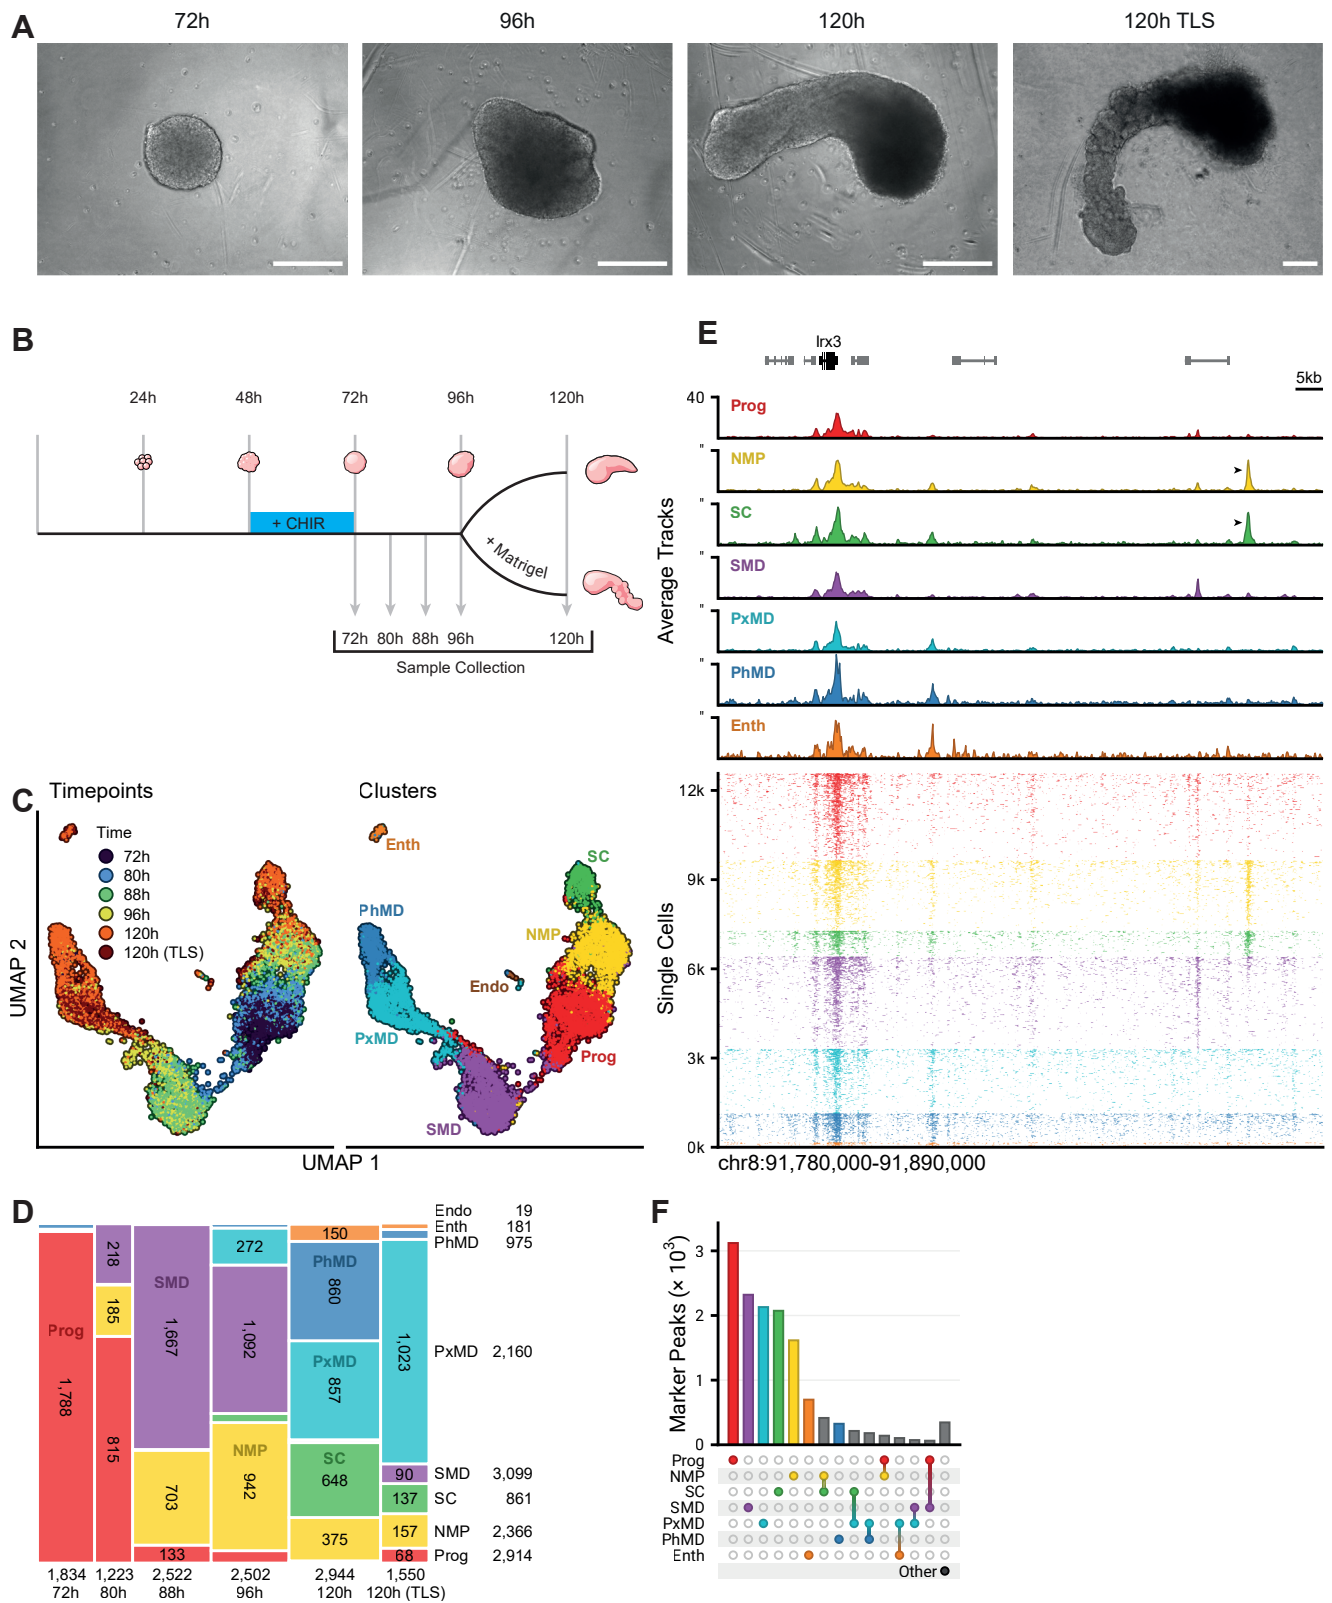 A
72h
96h
120h
120h TLS
B
24h
48h
72h
96h
120h
+ CHIR
+ Matrigel
72h 80h 88h 96h 120h
Sample Collection
C
Timepoints
Time
72h
80h
88h
96h
120h
120h (TLS)
Clusters
Enth
SC
PhMD
NMP
Endo
PxMD
Prog
SMD
UMAP 2
UMAP 1
D
Prog
1,788
218
185
815
SMD
1,667
703
133
272
1,092
NMP
942
150
PhMD
860
PxMD
857
SC
648
375
1,023
90
137
157
68
Endo 19
Enth 181
PhMD 975
PxMD 2,160
SMD 3,099
SC 861
NMP 2,366
Prog 2,914
1,834 1,223 2,522 2,502 2,944 1,550
72h 80h 88h 96h 120h 120h (TLS)
E
Irx3
5kb
40
Prog
"
NMP
"
SC
"
SMD
"
PxMD
"
PhMD
"
Enth
Average Tracks
12k
9k
6k
3k
0k
Single Cells
chr8:91,780,000-91,890,000
F
Marker Peaks (× 10³)
3
2
1
0
Prog
NMP
SC
SMD
PxMD
PhMD
Enth
Other